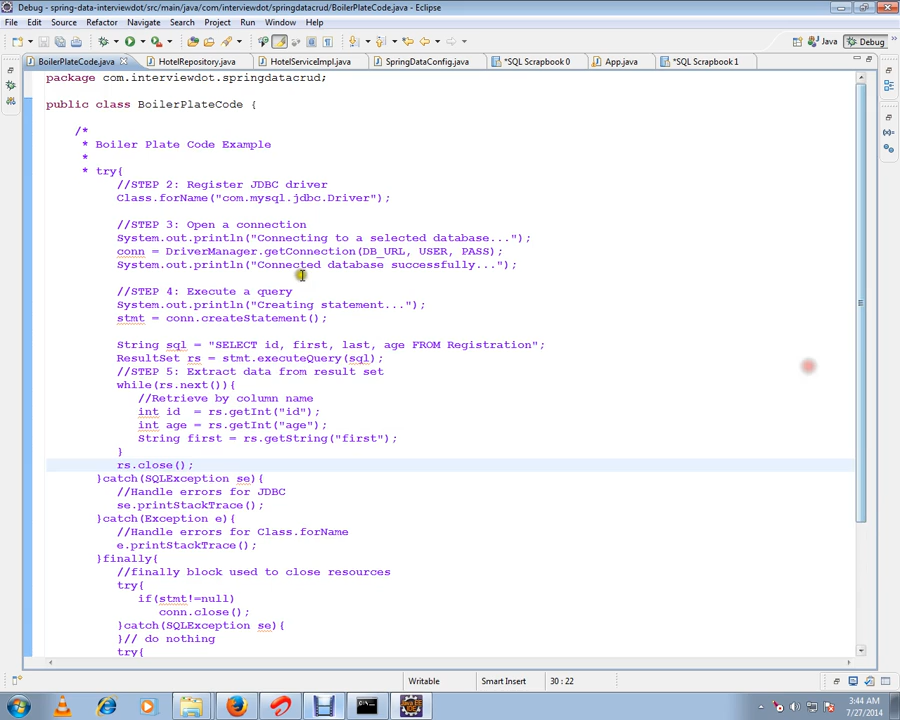 Debug - spring-data-interviewdot/src/main/java/com/interviewdot/springdatacrud/BoilerPlateCode.java - Eclipse
File Edit Source Refactor Navigate Search Project Run Window Help
Java Debug
BoilerPlateCode.java HotelRepository.java HotelServiceImpl.java SpringDataConfig.java *SQL Scrapbook 0 App.java *SQL Scrapbook 1
package com.interviewdot.springdatacrud;
public class BoilerPlateCode {
/*
* Boiler Plate Code Example
*
* try{
//STEP 2: Register JDBC driver
Class.forName("com.mysql.jdbc.Driver");
//STEP 3: Open a connection
System.out.println("Connecting to a selected database...");
conn = DriverManager.getConnection(DB_URL, USER, PASS);
System.out.println("Connected database successfully...");
//STEP 4: Execute a query
System.out.println("Creating statement...");
stmt = conn.createStatement();
String sql = "SELECT id, first, last, age FROM Registration";
ResultSet rs = stmt.executeQuery(sql);
//STEP 5: Extract data from result set
while(rs.next()){
//Retrieve by column name
int id  = rs.getInt("id");
int age = rs.getInt("age");
String first = rs.getString("first");
}
rs.close();
}catch(SQLException se){
//Handle errors for JDBC
se.printStackTrace();
}catch(Exception e){
//Handle errors for Class.forName
e.printStackTrace();
}finally{
//finally block used to close resources
try{
if(stmt!=null)
conn.close();
}catch(SQLException se){
}// do nothing
try{
Writable Smart Insert 30 : 22
3:44 AM
7/27/2014